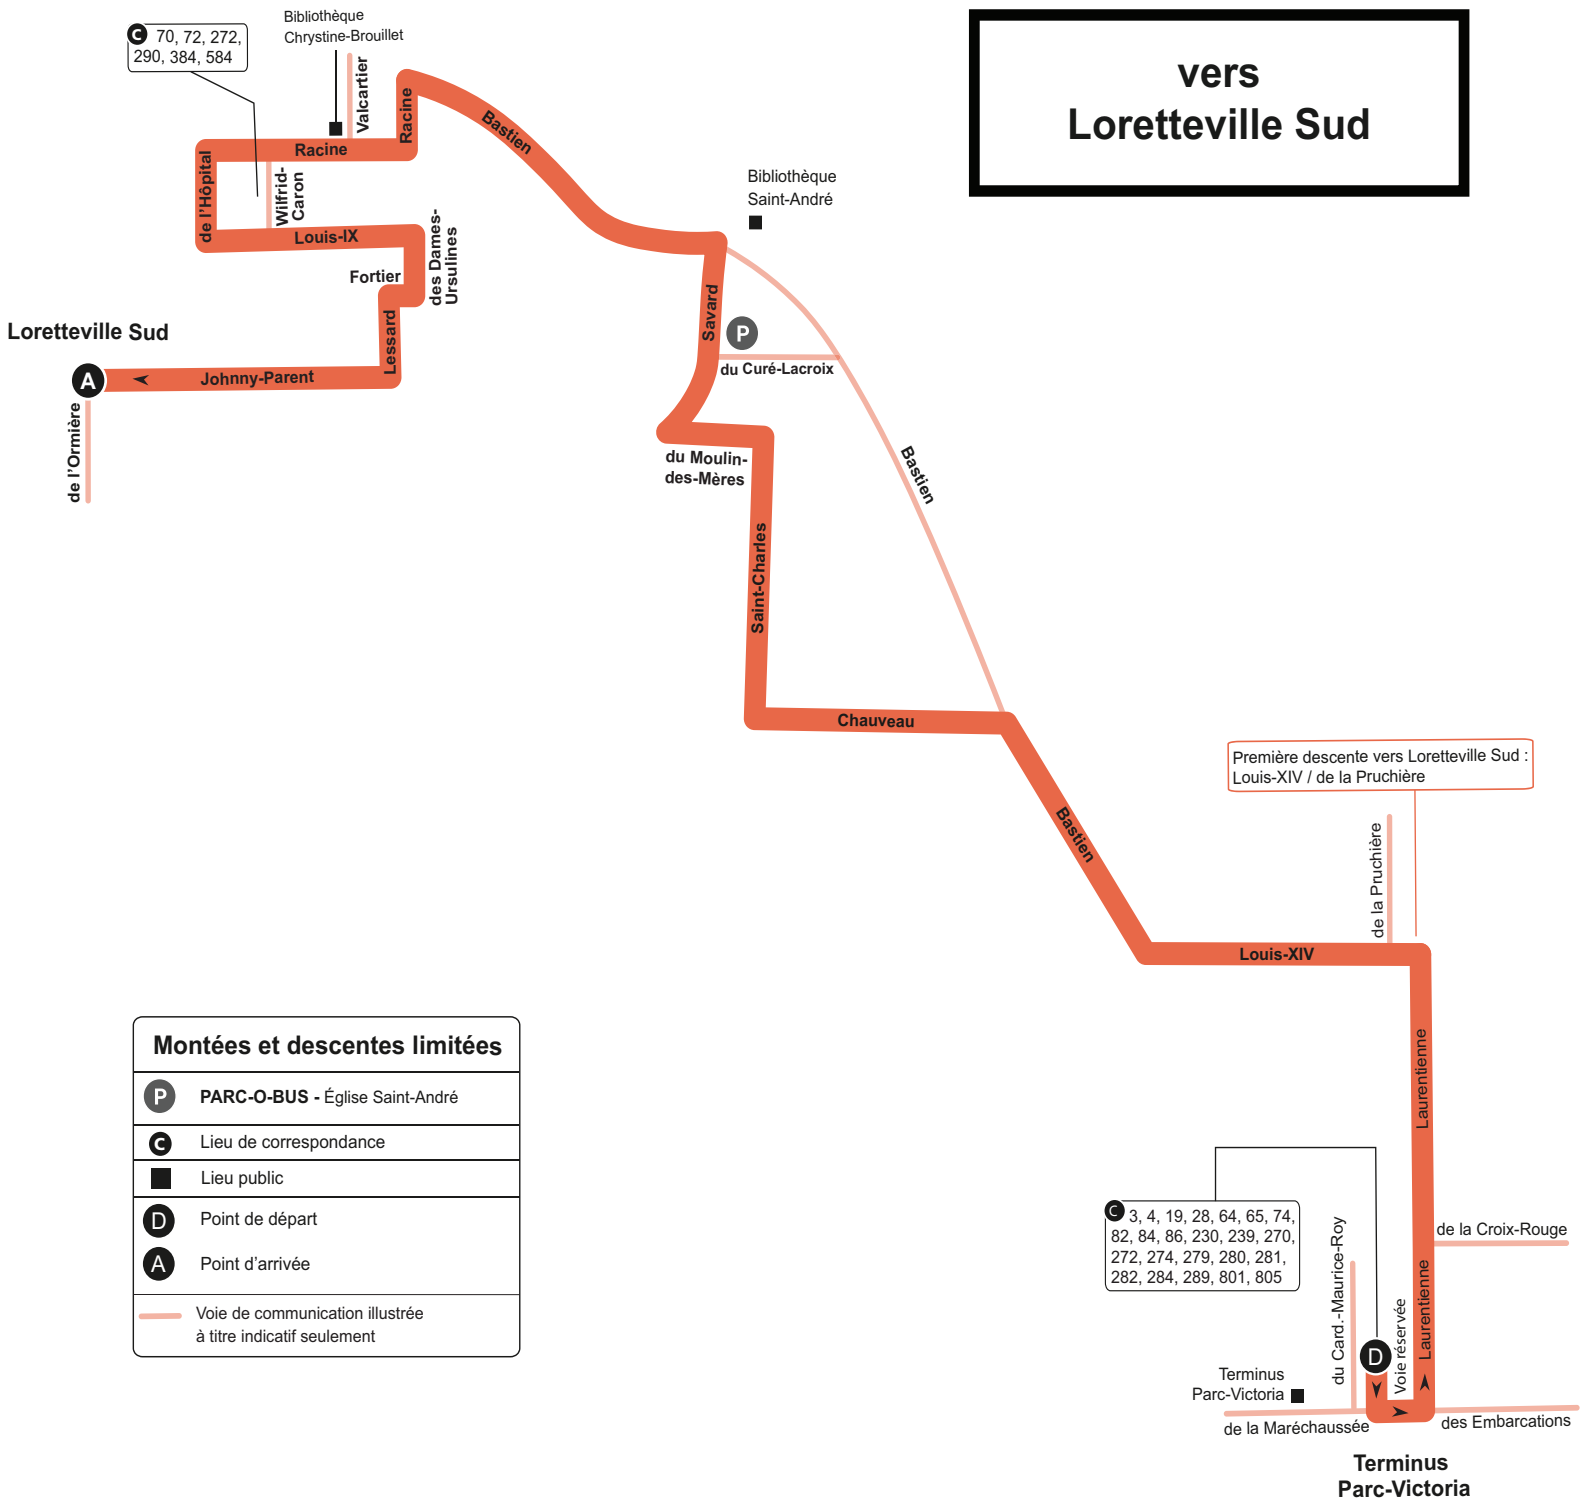 Bibliothèque
Chrystine-Brouillet
C 70, 72, 272,
290, 384, 584
Valcartier
Racine
Racine
Bastien
de l'Hôpital
Wilfrid-
Caron
Louis-IX
des Dames-
Ursulines
Fortier
Lessard
Loretteville Sud
A
Johnny-Parent
de l'Ormière
vers
Loretteville Sud
Bibliothèque
Saint-André
Savard
P
du Curé-Lacroix
du Moulin-
des-Mères
Bastien
Saint-Charles
Chauveau
Bastien
Première descente vers Loretteville Sud :
Louis-XIV / de la Pruchière
de la Pruchière
Louis-XIV
Laurentienne
Montées et descentes limitées
P PARC-O-BUS - Église Saint-André
C Lieu de correspondance
Lieu public
D Point de départ
A Point d'arrivée
Voie de communication illustrée
à titre indicatif seulement
C 3, 4, 19, 28, 64, 65, 74,
82, 84, 86, 230, 239, 270,
272, 274, 279, 280, 281,
282, 284, 289, 801, 805
du Card.-Maurice-Roy
de la Croix-Rouge
Laurentienne
Voie réservée
D
Terminus
Parc-Victoria
de la Maréchaussée
des Embarcations
Terminus
Parc-Victoria